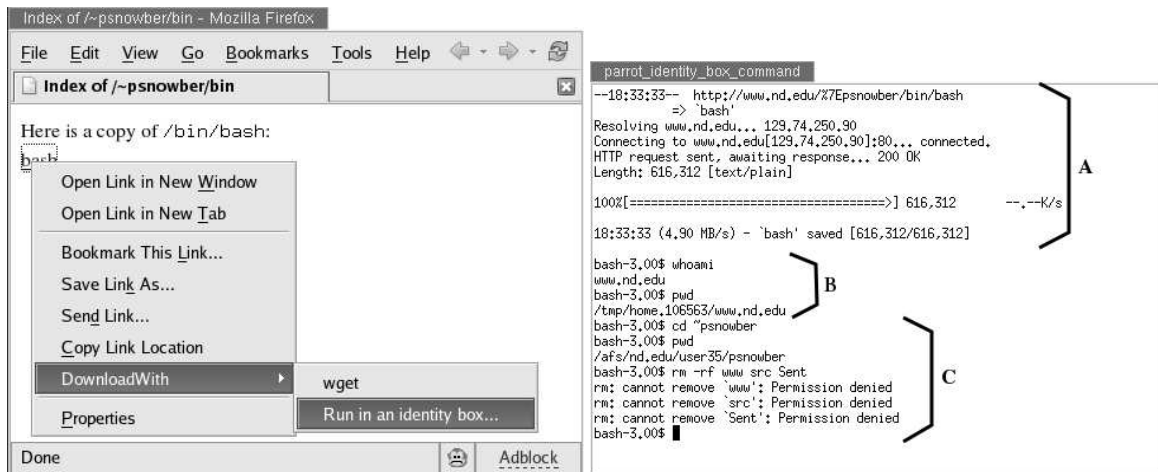 Index of /~psnowber/bin - Mozilla Firefox
File Edit View Go Bookmarks Tools Help
Index of /~psnowber/bin
Here is a copy of /bin/bash:
bash
Open Link in New Window
Open Link in New Tab
Bookmark This Link...
Save Link As...
Send Link...
Copy Link Location
DownloadWith
Properties
wget
Run in an identity box...
Done Adblock
parrot_identity_box_command
--18:33:33-- http://www.nd.edu/%7Epsnowber/bin/bash
=> `bash'
Resolving www.nd.edu... 129.74.250.90
Connecting to www.nd.edu[129.74.250.90]:80... connected.
HTTP request sent, awaiting response... 200 OK
Length: 616,312 [text/plain]
100%[===================================>] 616,312 --.--K/s
18:33:33 (4.90 MB/s) - `bash' saved [616,312/616,312]
A
bash-3.00$ whoami
www.nd.edu
bash-3.00$ pwd
/tmp/home.106563/www.nd.edu
B
bash-3.00$ cd ~psnowber
bash-3.00$ pwd
/afs/nd.edu/user35/psnowber
bash-3.00$ rm -rf www src Sent
rm: cannot remove `www': Permission denied
rm: cannot remove `src': Permission denied
rm: cannot remove `Sent': Permission denied
bash-3.00$
C